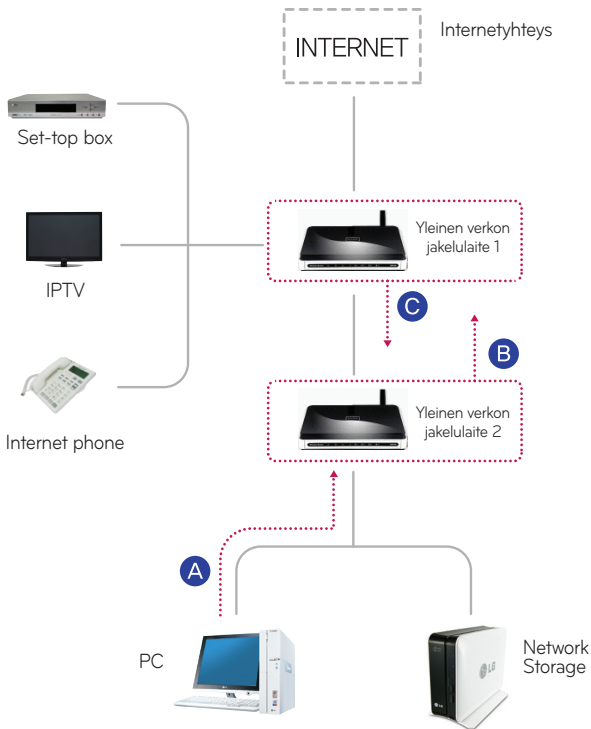 INTERNET
Internetyhteys
Set-top box
Yleinen verkon
jakelulaite 1
IPTV
C
B
Yleinen verkon
jakelulaite 2
Internet phone
A
PC
LG
Network
Storage